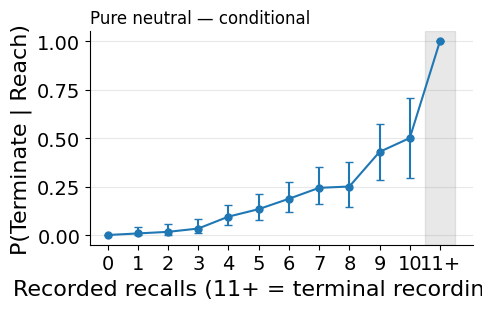 Pure neutral — conditional
P(Terminate | Reach)
1.00
0.75
0.50
0.25
0.00
0 1 2 3 4 5 6 7 8 9 10 11+
Recorded recalls (11+ = terminal recordin